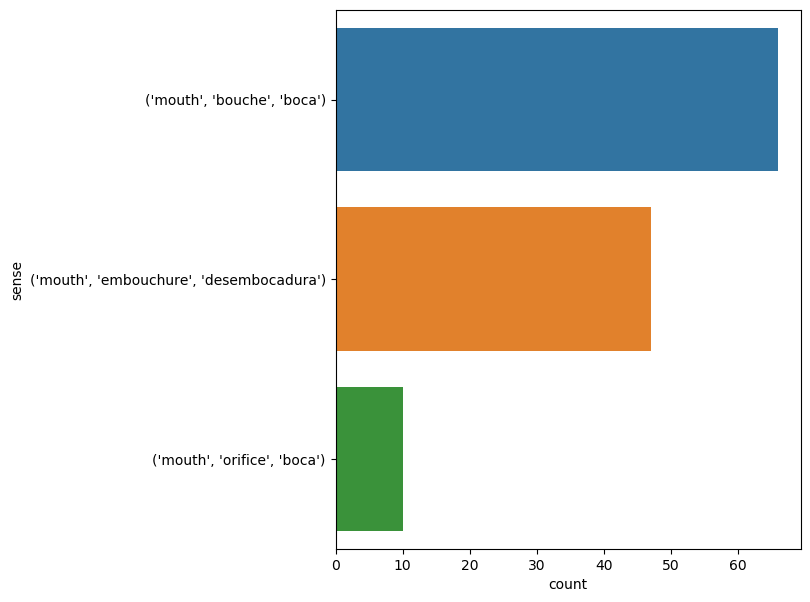 ('mouth', 'bouche', 'boca')
('mouth', 'embouchure', 'desembocadura')
('mouth', 'orifice', 'boca')
sense
0 10 20 30 40 50 60
count